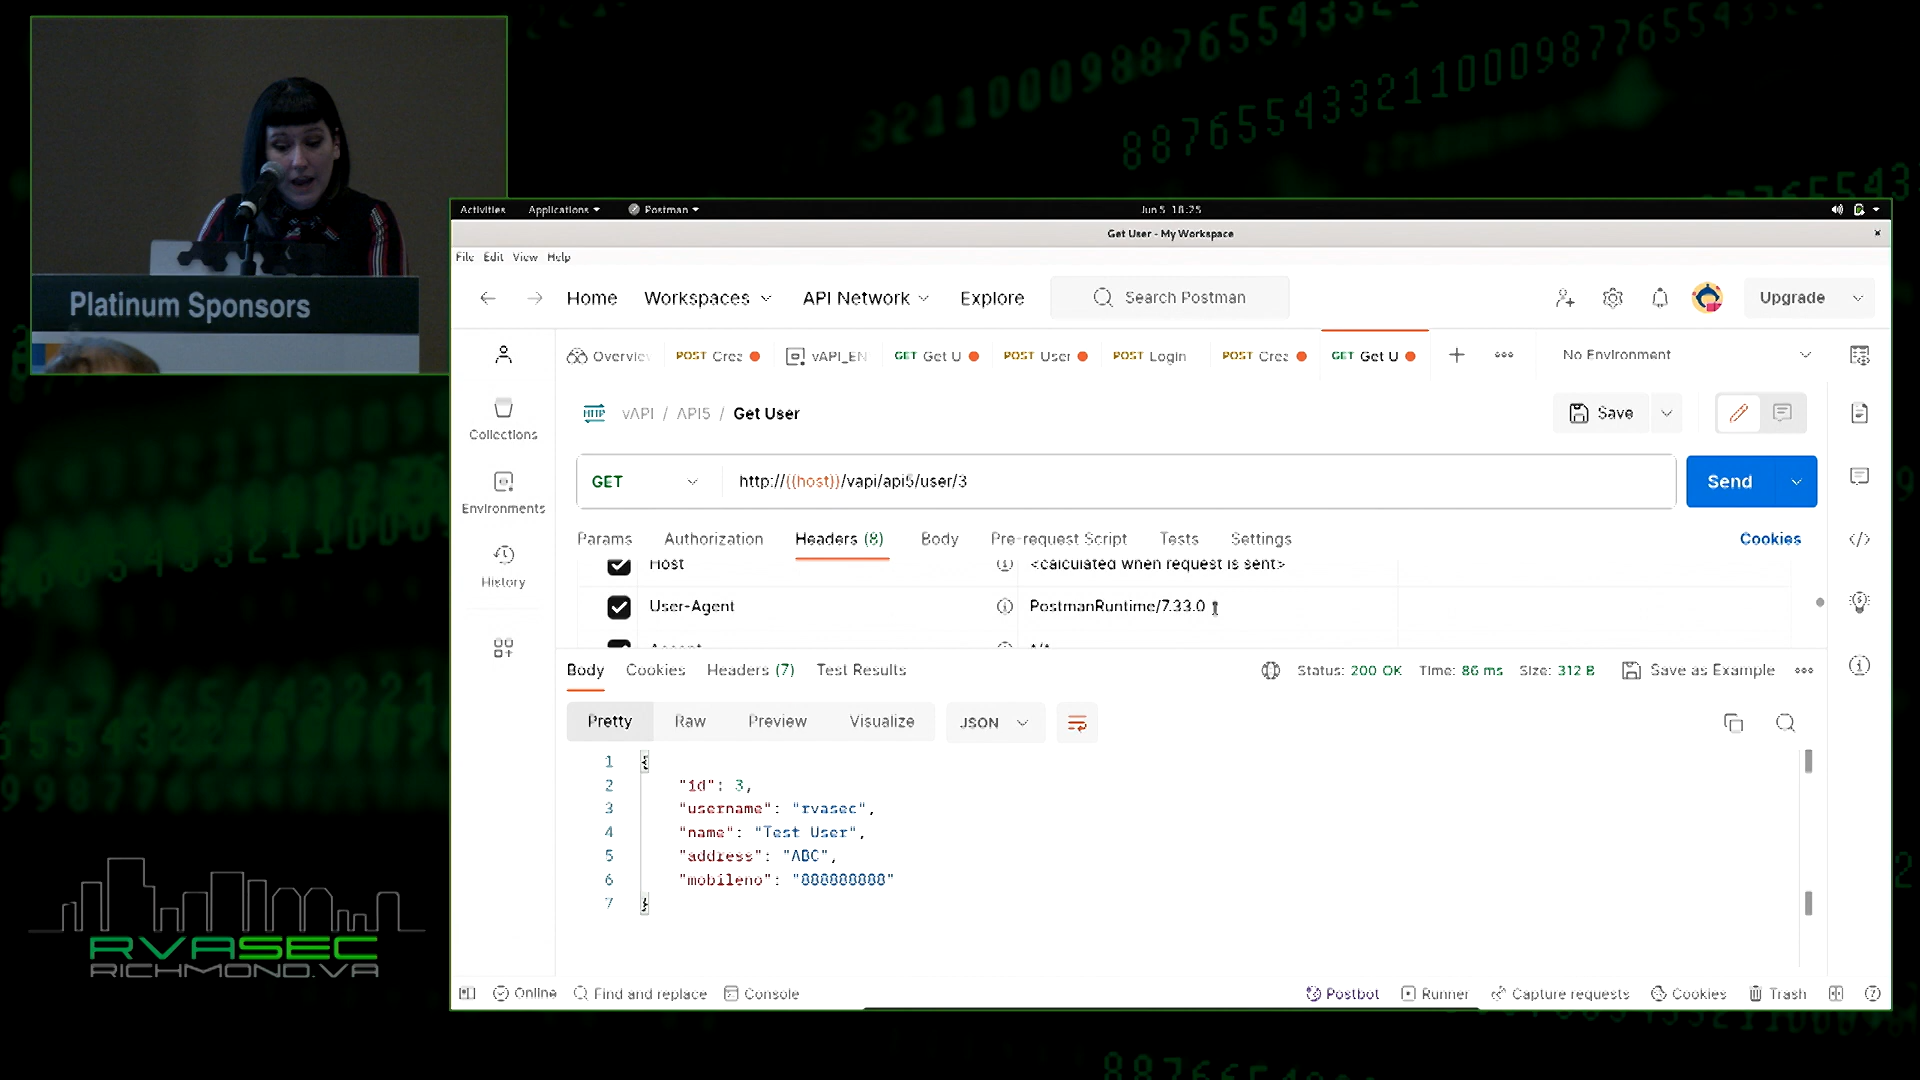 Platinum Sponsors
Activities Applications Postman Jun 5 18:25
Get User - My Workspace
File Edit View Help
Home Workspaces API Network Explore Search Postman Upgrade
POST GET Get U POST User POST Login POST GET Get U No Environment
vAPI / API5 / Get User Save
HTTP
GET http://{{host}}/vapi/api5/user/3 Send
Params Authorization Headers (8) Body Pre-request Script Tests Settings Cookies
Host <calculated when request is sent>
User-Agent PostmanRuntime/7.33.0
Collections
Environments
History
Body Cookies Headers (7) Test Results Status: 200 OK Time: 86 ms Size: 312 B Save as Example
Pretty Raw Preview Visualize JSON
1 {
2 "id": 3,
3 "username": "rvasec",
4 "name": "Test User",
5 "address": "ABC",
6 "mobileno": "888888888"
7 }
Online Find and replace Console Postbot Runner Capture requests Cookies Trash
RVASEC
RICHMOND.VA